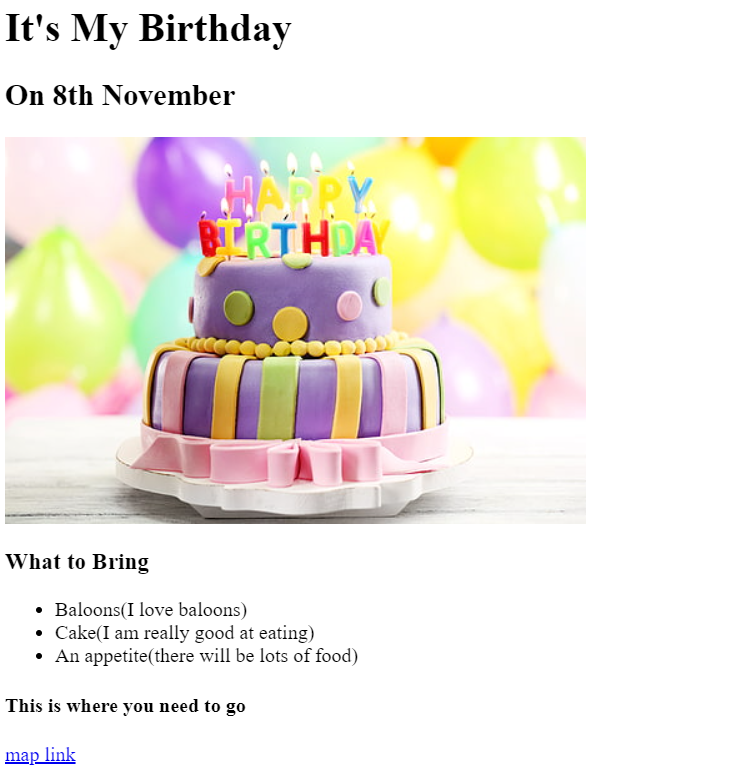 It's My Birthday
On 8th November
HAPPY
BIRTHDAY
What to Bring
Baloons(I love baloons)
Cake(I am really good at eating)
An appetite(there will be lots of food)
This is where you need to go
map link